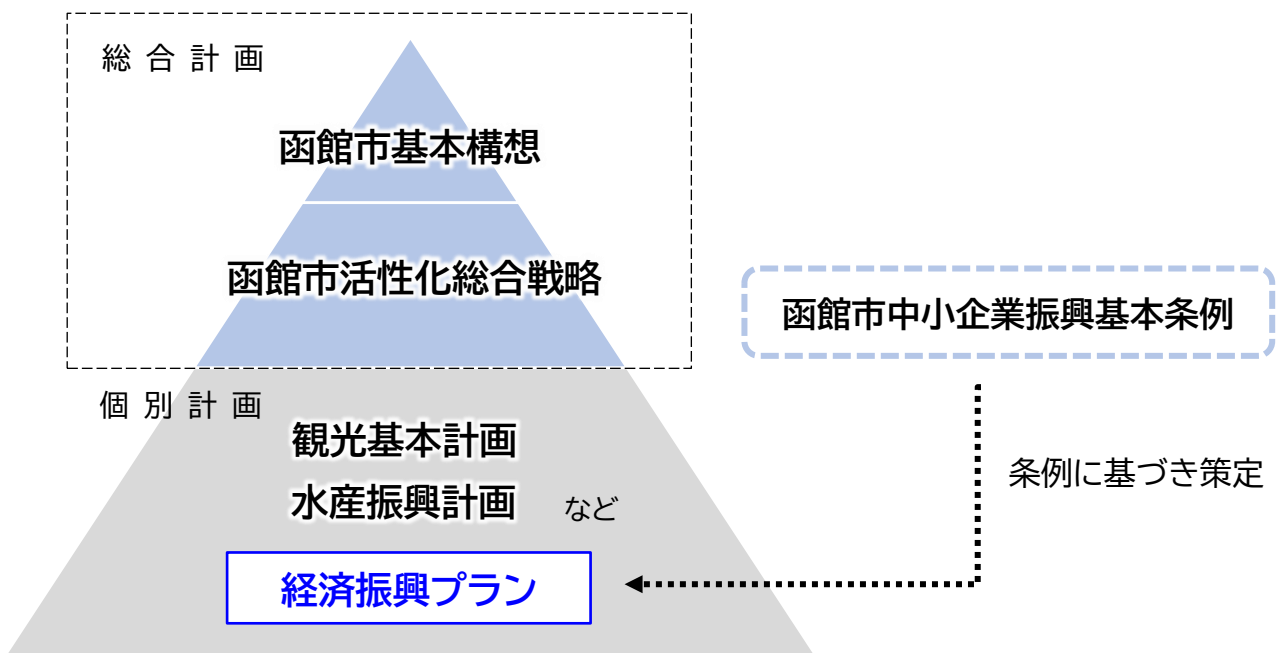 総合計画
函館市基本構想
函館市活性化総合戦略
函館市中小企業振興基本条例
個別計画
観光基本計画
水産振興計画 など
条例に基づき策定
経済振興プラン